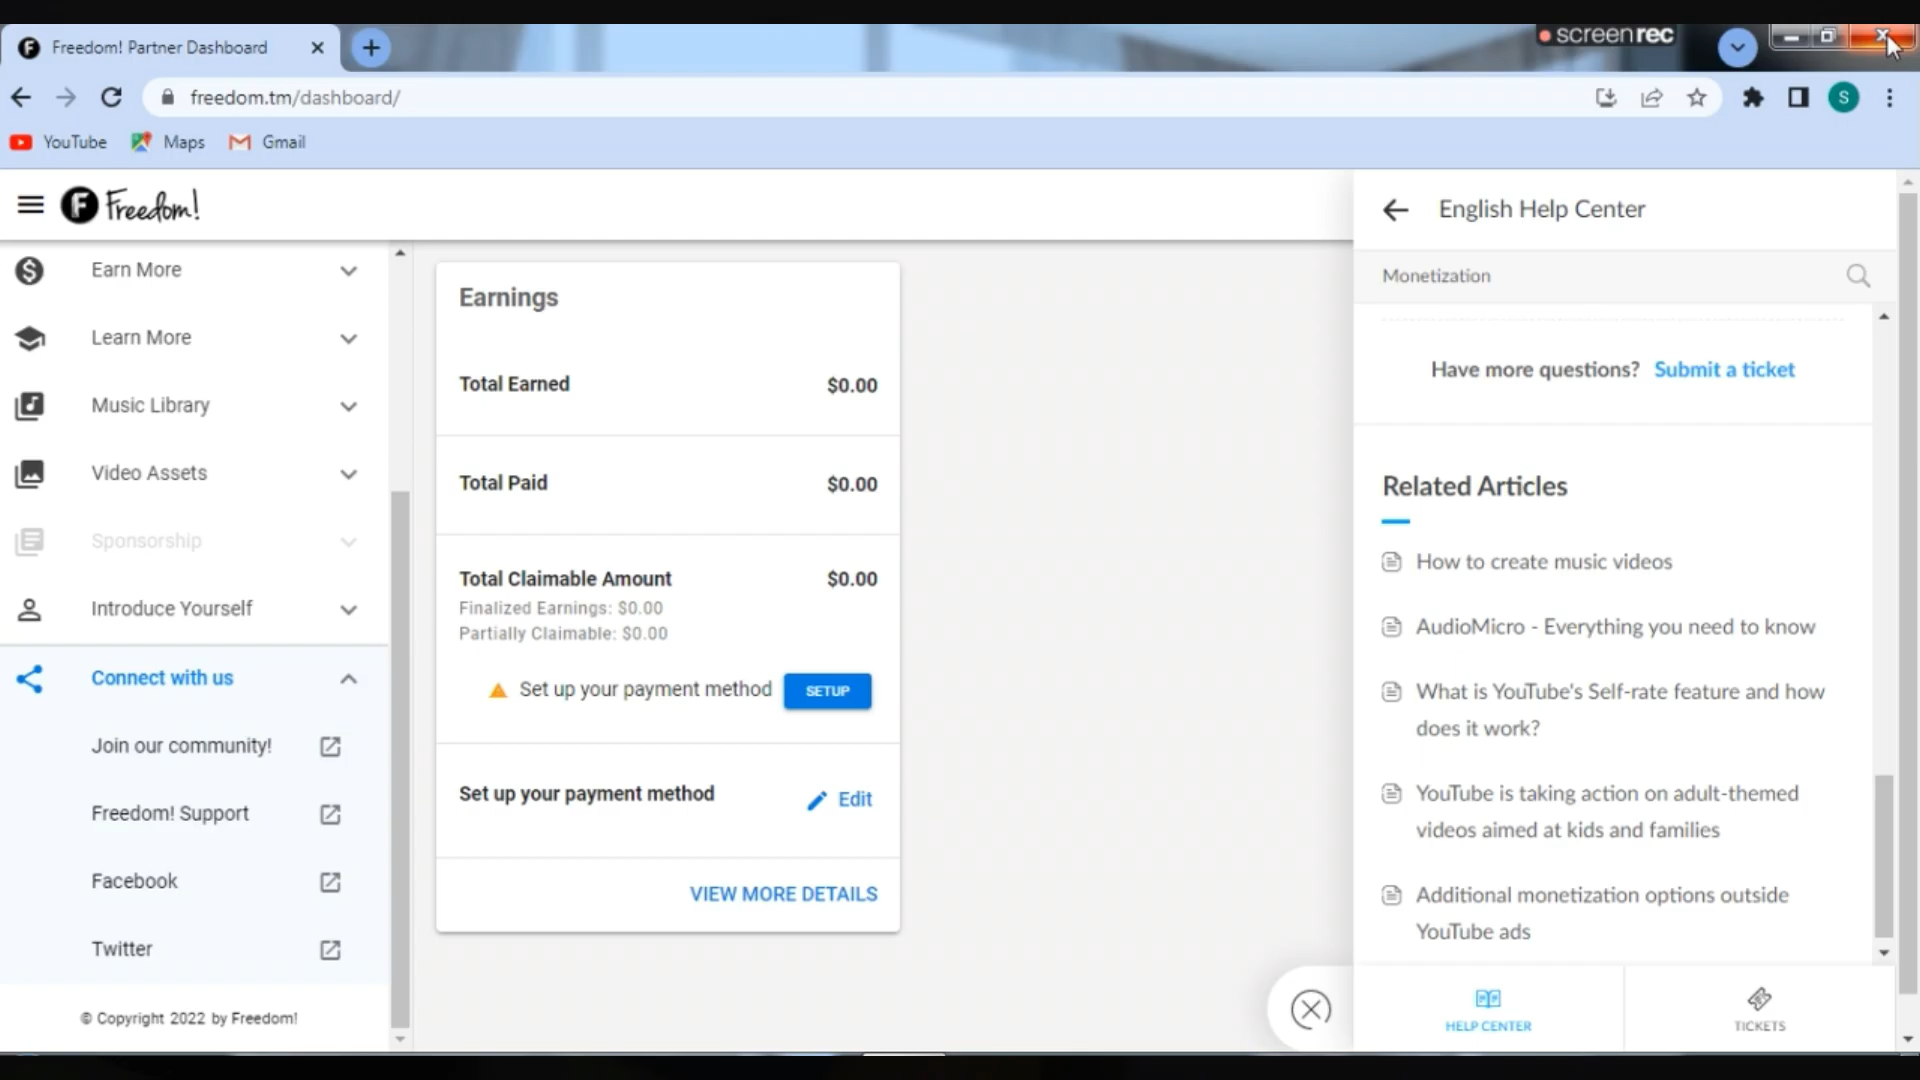 Freedom! Partner Dashboard
screenrec
freedom.tm/dashboard/
S
YouTube
Maps
Gmail
Freedom!
Earn More
Learn More
Music Library
Video Assets
Sponsorship
Introduce Yourself
Connect with us
Join our community!
Freedom! Support
Facebook
Twitter
© Copyright 2022 by Freedom!
Earnings
Total Earned $0.00
Total Paid $0.00
Total Claimable Amount $0.00
Finalized Earnings: $0.00
Partially Claimable: $0.00
Set up your payment method SETUP
Set up your payment method Edit
VIEW MORE DETAILS
English Help Center
Monetization
Have more questions? Submit a ticket
Related Articles
How to create music videos
AudioMicro - Everything you need to know
What is YouTube's Self-rate feature and how
does it work?
YouTube is taking action on adult-themed
videos aimed at kids and families
Additional monetization options outside
YouTube ads
HELP CENTER
TICKETS